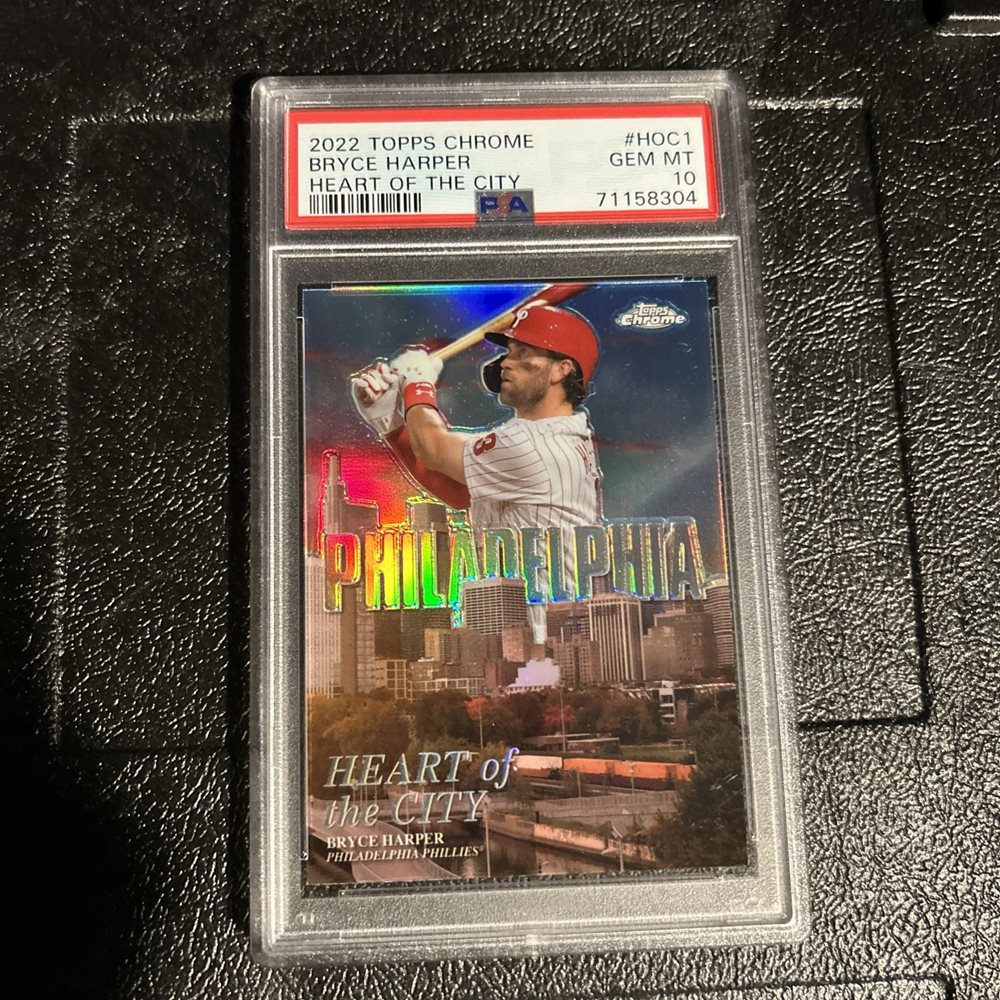 2022 TOPPS CHROME #HOC1
BRYCE HARPER GEM MT
HEART OF THE CITY 10
PSA 71158304
Topps
Chrome
P
3
PHILADELPHIA
HEART of
the CITY
BRYCE HARPER
PHILADELPHIA PHILLIES